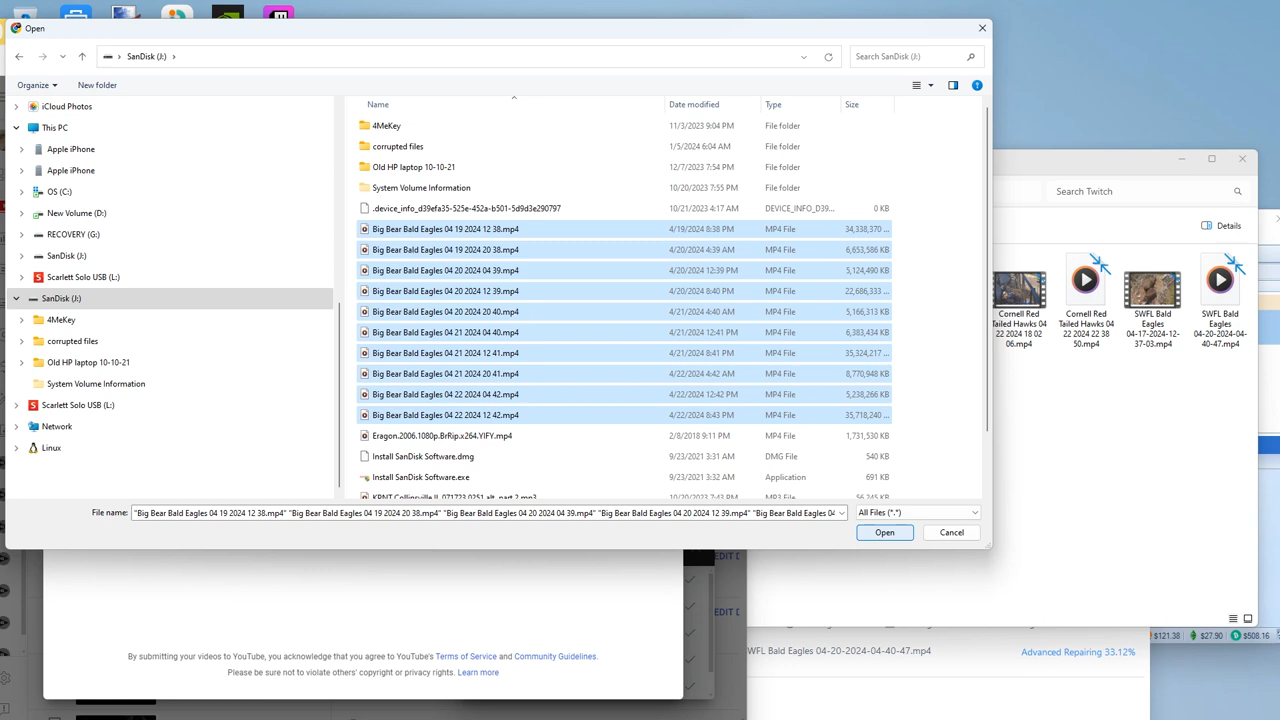 Open
SanDisk (J:)
Search SanDisk (J:)
Organize
New folder
iCloud Photos
This PC
Apple iPhone
Apple iPhone
OS (C:)
New Volume (D:)
RECOVERY (G:)
SanDisk (J:)
Scarlett Solo USB (L:)
SanDisk (J:)
4MeKey
corrupted files
Old HP laptop 10-10-21
System Volume Information
Scarlett Solo USB (L:)
Network
Linux
Name Date modified Type Size
4MeKey 11/3/2023 9:04 PM File folder
corrupted files 1/5/2024 6:04 AM File folder
Old HP laptop 10-10-21 12/7/2023 7:54 PM File folder
System Volume Information 10/20/2023 7:55 PM File folder
.device_info_d39efa35-525e-452a-b501-5d9d3e290797 10/21/2023 4:17 AM DEVICE_INFO_D39... 0 KB
Big Bear Bald Eagles 04 19 2024 12 38.mp4 4/19/2024 8:38 PM MP4 File 34,338,370 ...
Big Bear Bald Eagles 04 19 2024 20 38.mp4 4/20/2024 4:39 AM MP4 File 6,653,586 KB
Big Bear Bald Eagles 04 20 2024 04 39.mp4 4/20/2024 12:39 PM MP4 File 5,124,490 KB
Big Bear Bald Eagles 04 20 2024 12 39.mp4 4/20/2024 8:40 PM MP4 File 22,686,333 ...
Big Bear Bald Eagles 04 20 2024 20 40.mp4 4/21/2024 4:40 AM MP4 File 5,166,313 KB
Big Bear Bald Eagles 04 21 2024 04 40.mp4 4/21/2024 12:41 PM MP4 File 6,383,434 KB
Big Bear Bald Eagles 04 21 2024 12 41.mp4 4/21/2024 8:41 PM MP4 File 35,324,217 ...
Big Bear Bald Eagles 04 21 2024 20 41.mp4 4/22/2024 4:42 AM MP4 File 8,770,948 KB
Big Bear Bald Eagles 04 22 2024 04 42.mp4 4/22/2024 12:42 PM MP4 File 5,238,266 KB
Big Bear Bald Eagles 04 22 2024 12 42.mp4 4/22/2024 8:43 PM MP4 File 35,718,240 ...
Eragon.2006.1080p.BrRip.x264.YIFY.mp4 2/8/2018 9:11 PM MP4 File 1,731,530 KB
Install SanDisk Software.dmg 9/23/2021 3:31 AM DMG File 540 KB
Install SanDisk Software.exe 9/23/2021 3:32 AM Application 691 KB
KPNT Collinsville IL 071723 0251 alt. part 2.mp3 10/20/2023 7:43 PM MP3 File 56,245 KB
File name: "Big Bear Bald Eagles 04 19 2024 12 38.mp4" "Big Bear Bald Eagles 04 19 2024 20 38.mp4" "Big Bear Bald Eagles 04 20 2024 04 39.mp4" "Big Bear Bald Eagles 04 20 2024 12 39.mp4" "Big Bear Bald Eagles 04
All Files (*.*)
Open
Cancel
Search Twitch
Details
Cornell Red
Tailed Hawks 04
22 2024 18 02
06.mp4
Cornell Red
Tailed Hawks 04
22 2024 22 38
50.mp4
SWFL Bald
Eagles
04-17-2024-12-
37-03.mp4
SWFL Bald
Eagles
04-20-2024-04-
40-47.mp4
EDIT D
EDIT D
By submitting your videos to YouTube, you acknowledge that you agree to YouTube's Terms of Service and Community Guidelines.
Please be sure not to violate others' copyright or privacy rights. Learn more
$121.38
$27.90
$508.16
WFL Bald Eagles 04-20-2024-04-40-47.mp4
Advanced Repairing 33.12%